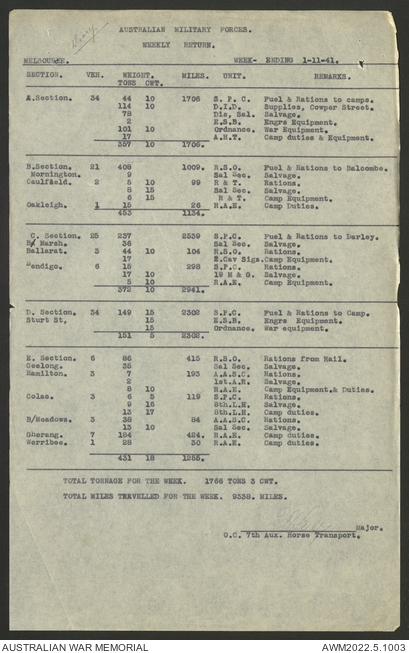 AUSTRALIAN MILITARY FORCES.
WEEKLY RETURN.
MELBOURNE. WEEK- ENDING 1-11-41.
SECTION. VEH. WEIGHT. MILES. UNIT. REMARKS.
TONS CWT.
A.Section. 34 44 10 1706 S. P. C. Fuel & Rations to camps.
114 10 D.I.D. Supplies, Cowper Street.
78 Dis, Sal. Salvage.
2 E.S.B. Engrs Equipment.
101 10 Ordnance. War Equipment.
17 A.H.T. Camp duties & Equipment.
357 10 1706.
B.Section. 21 408 1009. R.S.O. Fuel & Rations to Balcombe.
Mornington. 9 Sal Sec. Salvage.
Caulfield. 2 5 10 99 R & T. Rations.
8 15 Sal Sec. Salvage.
6 15 R & T. Camp Equipment.
Oakleigh. 1 15 26 R.A.E. Camp Duties.
453 1134.
C. Section. 25 237 2539 S.P.C Fuel & Rations to Darley.
B/ Marsh. 36 Sal Sec. Salvage.
Ballarat. 3 44 10 104 R.S.O. Rations.
17 Camp Equipment.
Bendigo. 6 15 298 S.P.C. Rations.
17 10 19 M & G. Salvage.
5 10 R.A.E. Camp Equipment
372 10 2941.
D. Section. 34 149 15 2302 S.P.C. Fuel & Rations to Camp.
Sturt St, 15 E.S.B. Engrs Equipment.
15 Ordnance. War equipment.
151 5 2302.
E. Section. 6 86 415 R.S.O. Rations from Rail.
Geelong. 35 Sal Sec. Salvage.
Hamilton. 3 7 193 A.A.S.C. Rations.
2 1st.A.R. Salvage.
8 10 R.A.E. Camp Equipment.& Duties.
Colac. 3 6 5 119 S.P.C. Rations.
9 16 8th.L.H. Salvage.
13 17 8th.L.H. Camp duties.
B/Meadows. 3 38 84 A.A.S.C. Rations.
13 10 Sal Sec. Salvage.
Gherang. 7 184 424. R.A.E. Camp duties.
Werribee. 1 28 30 R.A.E. Camp duties.
431 18 1255.
TOTAL TONNAGE FOR THE WEEK. 1766 TONS 3 CWT.
TOTAL MILES TRAVELLED FOR THE WEEK. 9338. MILES.
Major.
O.C. 7th Aux. Horse Transport.
AUSTRALIAN WAR MEMORIAL AWM2022.5.1003